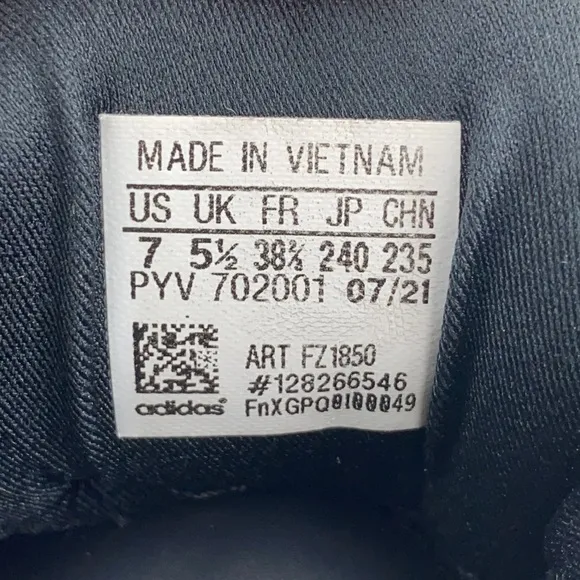 MADE IN VIETNAM
US UK FR JP CHN
7 5½ 38⅔ 240 235
PYV 702001 07/21
ART FZ1850
#128266546
adidas FnXGPQ0100049